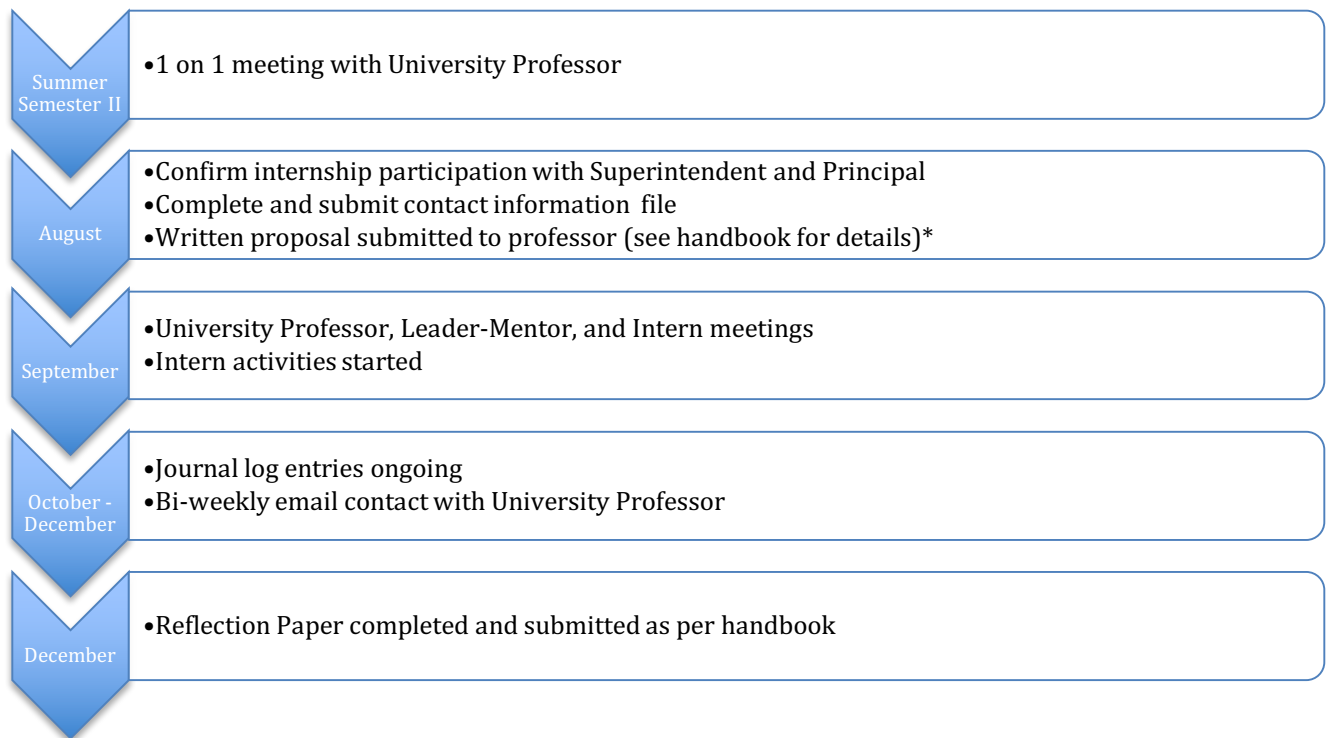 Summer
Semester II
•1 on 1 meeting with University Professor
August
•Confirm internship participation with Superintendent and Principal
•Complete and submit contact information file
•Written proposal submitted to professor (see handbook for details)*
September
•University Professor, Leader-Mentor, and Intern meetings
•Intern activities started
October -
December
•Journal log entries ongoing
•Bi-weekly email contact with University Professor
December
•Reflection Paper completed and submitted as per handbook